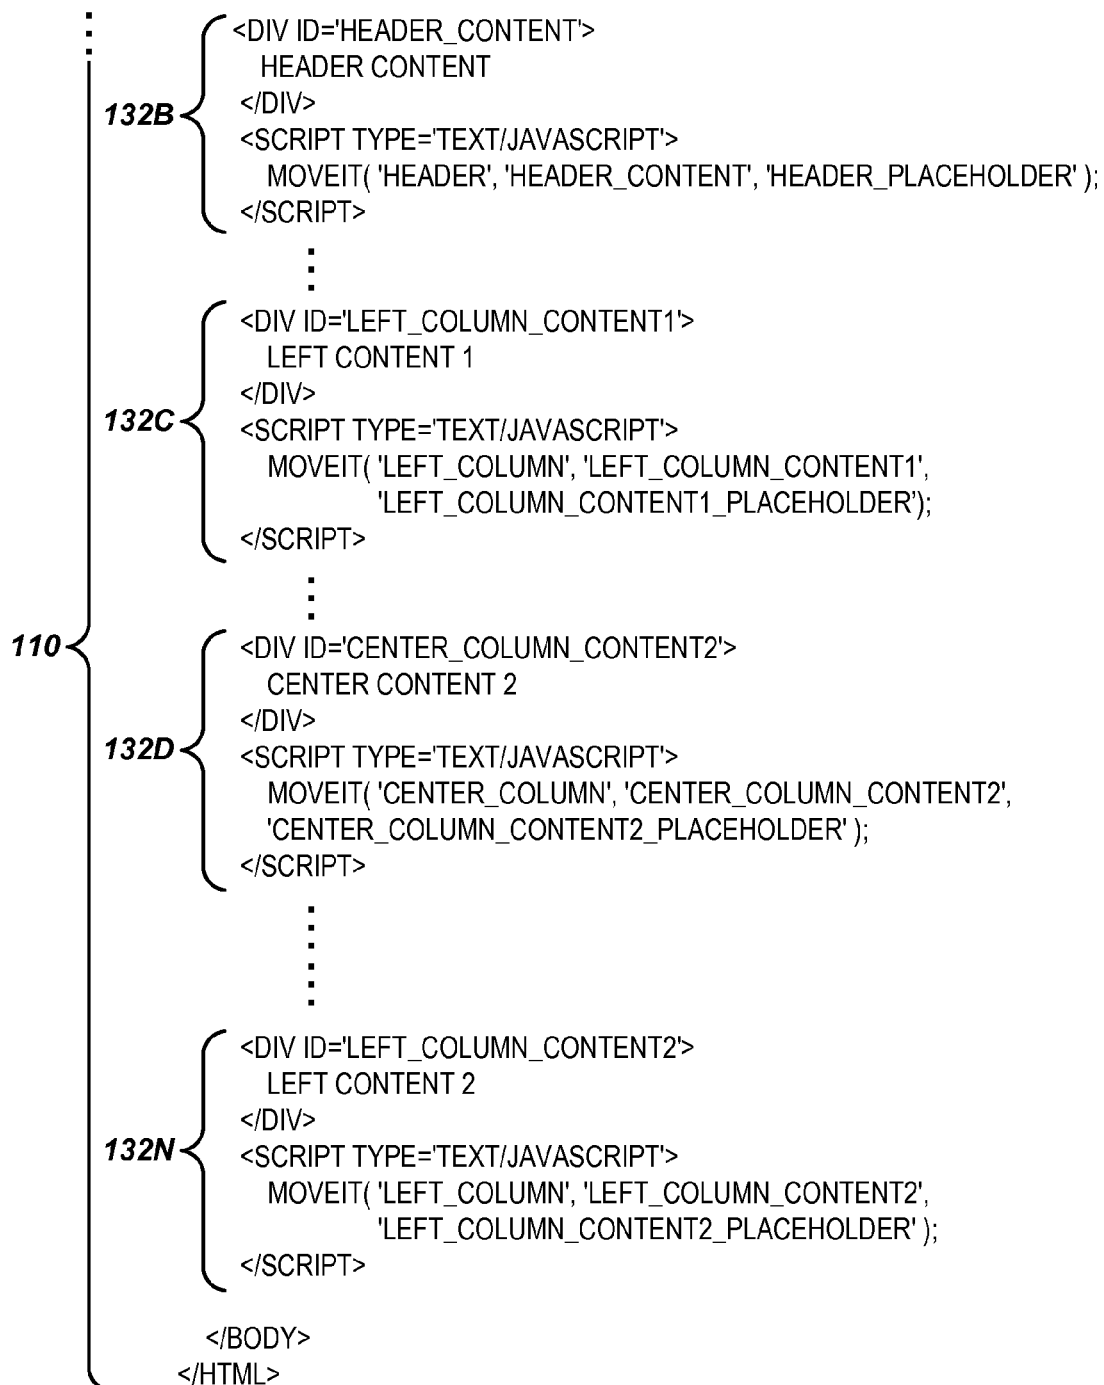 <DIV ID='HEADER_CONTENT'>
HEADER CONTENT
132B
</DIV>
<SCRIPT TYPE='TEXT/JAVASCRIPT'>
MOVEIT( 'HEADER', 'HEADER_CONTENT', 'HEADER_PLACEHOLDER' );
</SCRIPT>
<DIV ID='LEFT_COLUMN_CONTENT1'>
LEFT CONTENT 1
</DIV>
132C
<SCRIPT TYPE='TEXT/JAVASCRIPT'>
MOVEIT( 'LEFT_COLUMN', 'LEFT_COLUMN_CONTENT1',
'LEFT_COLUMN_CONTENT1_PLACEHOLDER');
</SCRIPT>
110
<DIV ID='CENTER_COLUMN_CONTENT2'>
CENTER CONTENT 2
</DIV>
132D
<SCRIPT TYPE='TEXT/JAVASCRIPT'>
MOVEIT( 'CENTER_COLUMN', 'CENTER_COLUMN_CONTENT2',
'CENTER_COLUMN_CONTENT2_PLACEHOLDER' );
</SCRIPT>
<DIV ID='LEFT_COLUMN_CONTENT2'>
LEFT CONTENT 2
</DIV>
132N
<SCRIPT TYPE='TEXT/JAVASCRIPT'>
MOVEIT( 'LEFT_COLUMN', 'LEFT_COLUMN_CONTENT2',
'LEFT_COLUMN_CONTENT2_PLACEHOLDER' );
</SCRIPT>
</BODY>
</HTML>